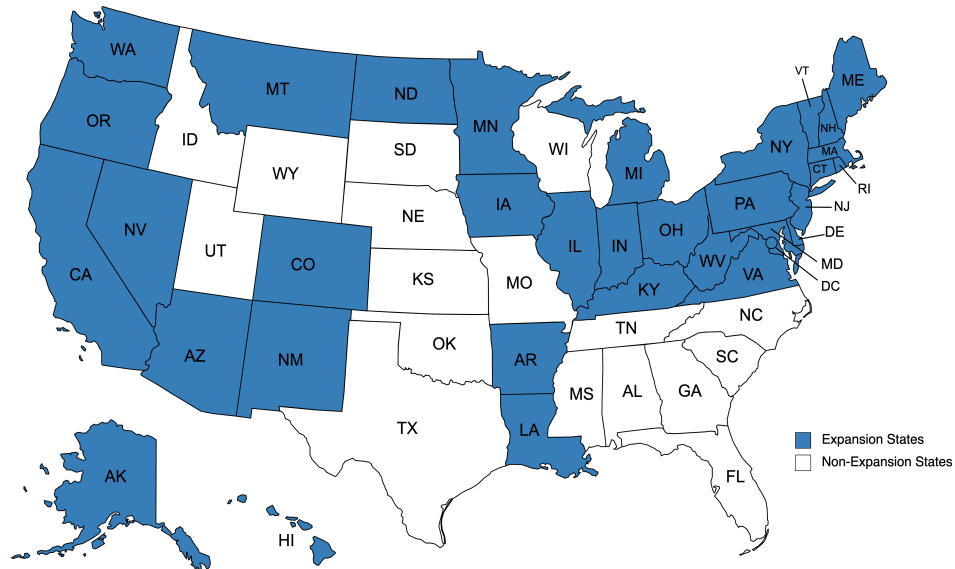 WA
MT
ND
MN
VT
ME
OR
ID
SD
WI
NY
NH
MA
WY
MI
CT
RI
NE
IA
PA
NJ
NV
UT
CO
IL
IN
OH
DE
CA
KS
MO
WV
VA
MD
KY
DC
AZ
NM
OK
AR
TN
NC
SC
TX
MS
AL
GA
LA
Expansion States
Non-Expansion States
AK
FL
HI